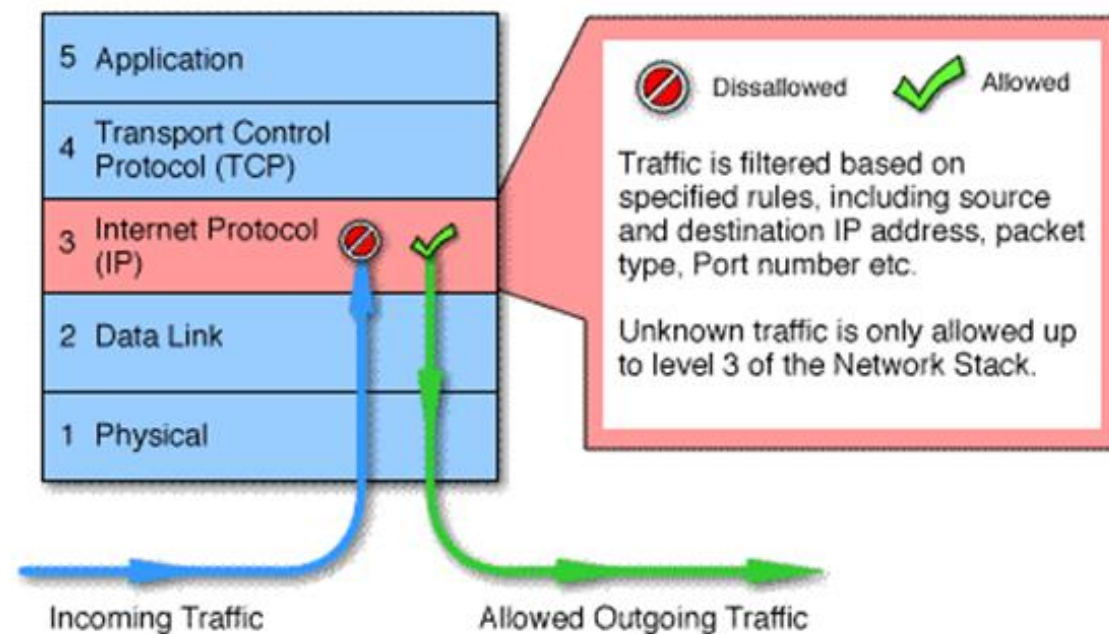 5 Application
4 Transport Control
Protocol (TCP)
3 Internet Protocol
(IP)
2 Data Link
1 Physical
Incoming Traffic
Allowed Outgoing Traffic
Dissallowed
Allowed
Traffic is filtered based on
specified rules, including source
and destination IP address, packet
type, Port number etc.
Unknown traffic is only allowed up
to level 3 of the Network Stack.